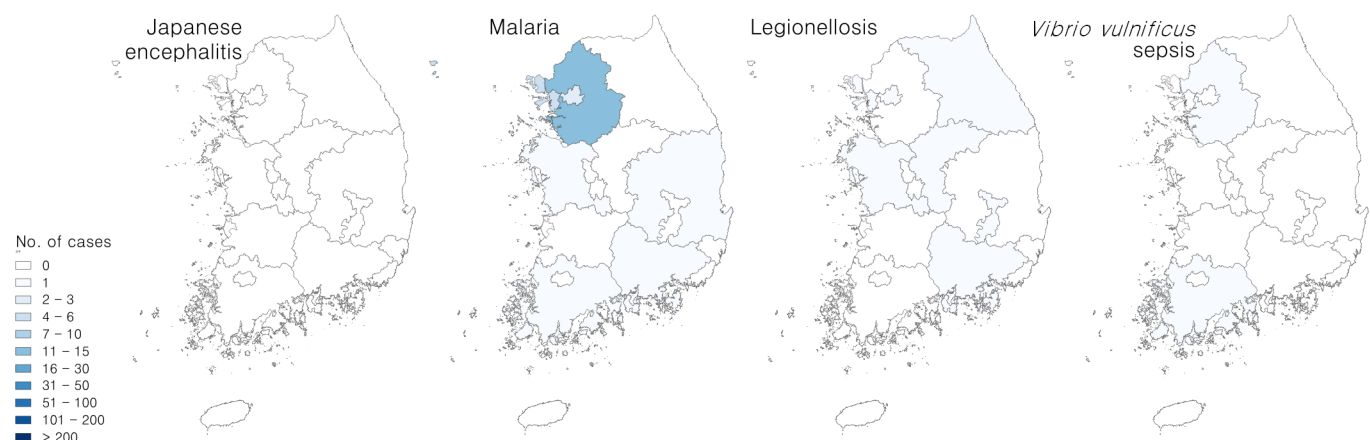 Japanese
encephalitis
Malaria
Legionellosis
Vibrio vulnificus
sepsis
No. of cases
0
1
2 – 3
4 – 6
7 – 10
11 – 15
16 – 30
31 – 50
51 – 100
101 – 200
> 200